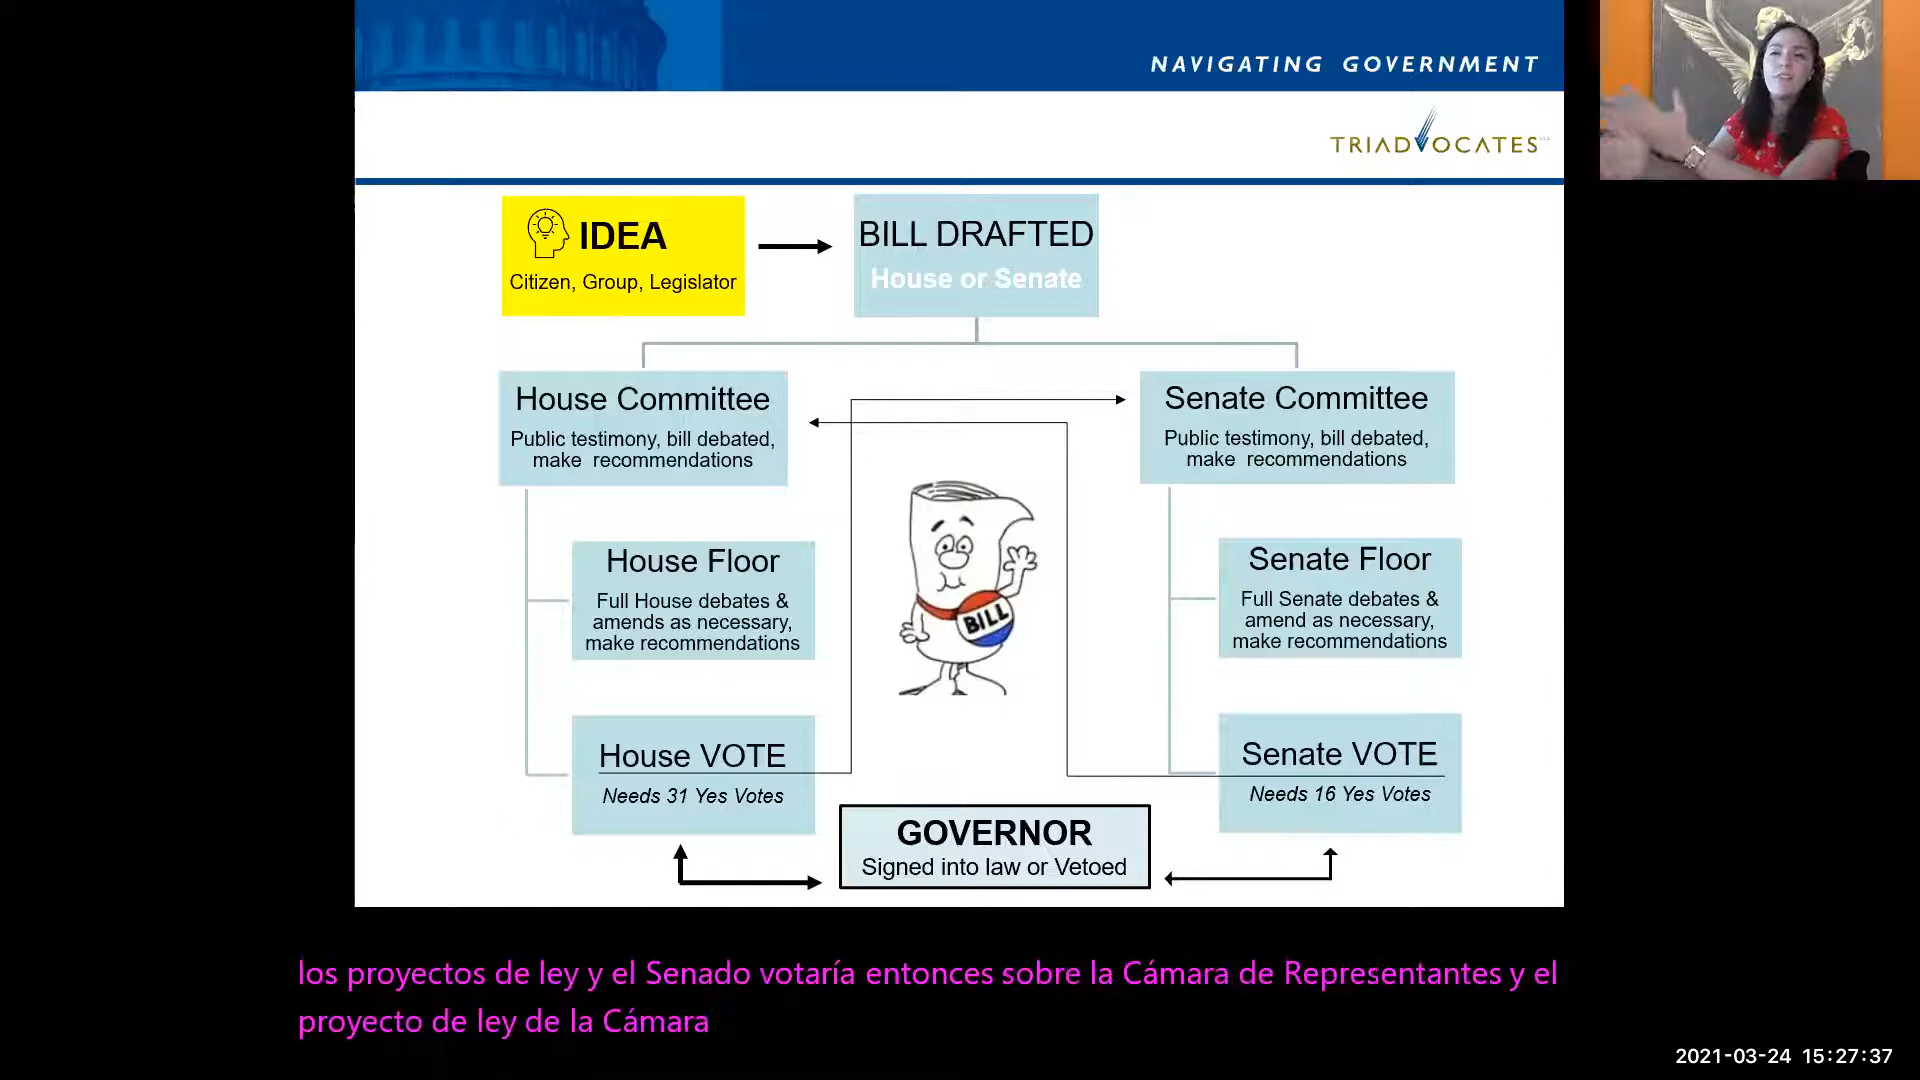 NAVIGATING GOVERNMENT
TRIADVOCATES
IDEA
Citizen, Group, Legislator
BILL DRAFTED
House or Senate
House Committee
Public testimony, bill debated,
make recommendations
Senate Committee
Public testimony, bill debated,
make recommendations
House Floor
Full House debates &
amends as necessary,
make recommendations
BILL
Senate Floor
Full Senate debates &
amend as necessary,
make recommendations
House VOTE
Needs 31 Yes Votes
Senate VOTE
Needs 16 Yes Votes
GOVERNOR
Signed into law or Vetoed
los proyectos de ley y el Senado votaría entonces sobre la Cámara de Representantes y el
proyecto de ley de la Cámara
2021-03-24 15:27:37